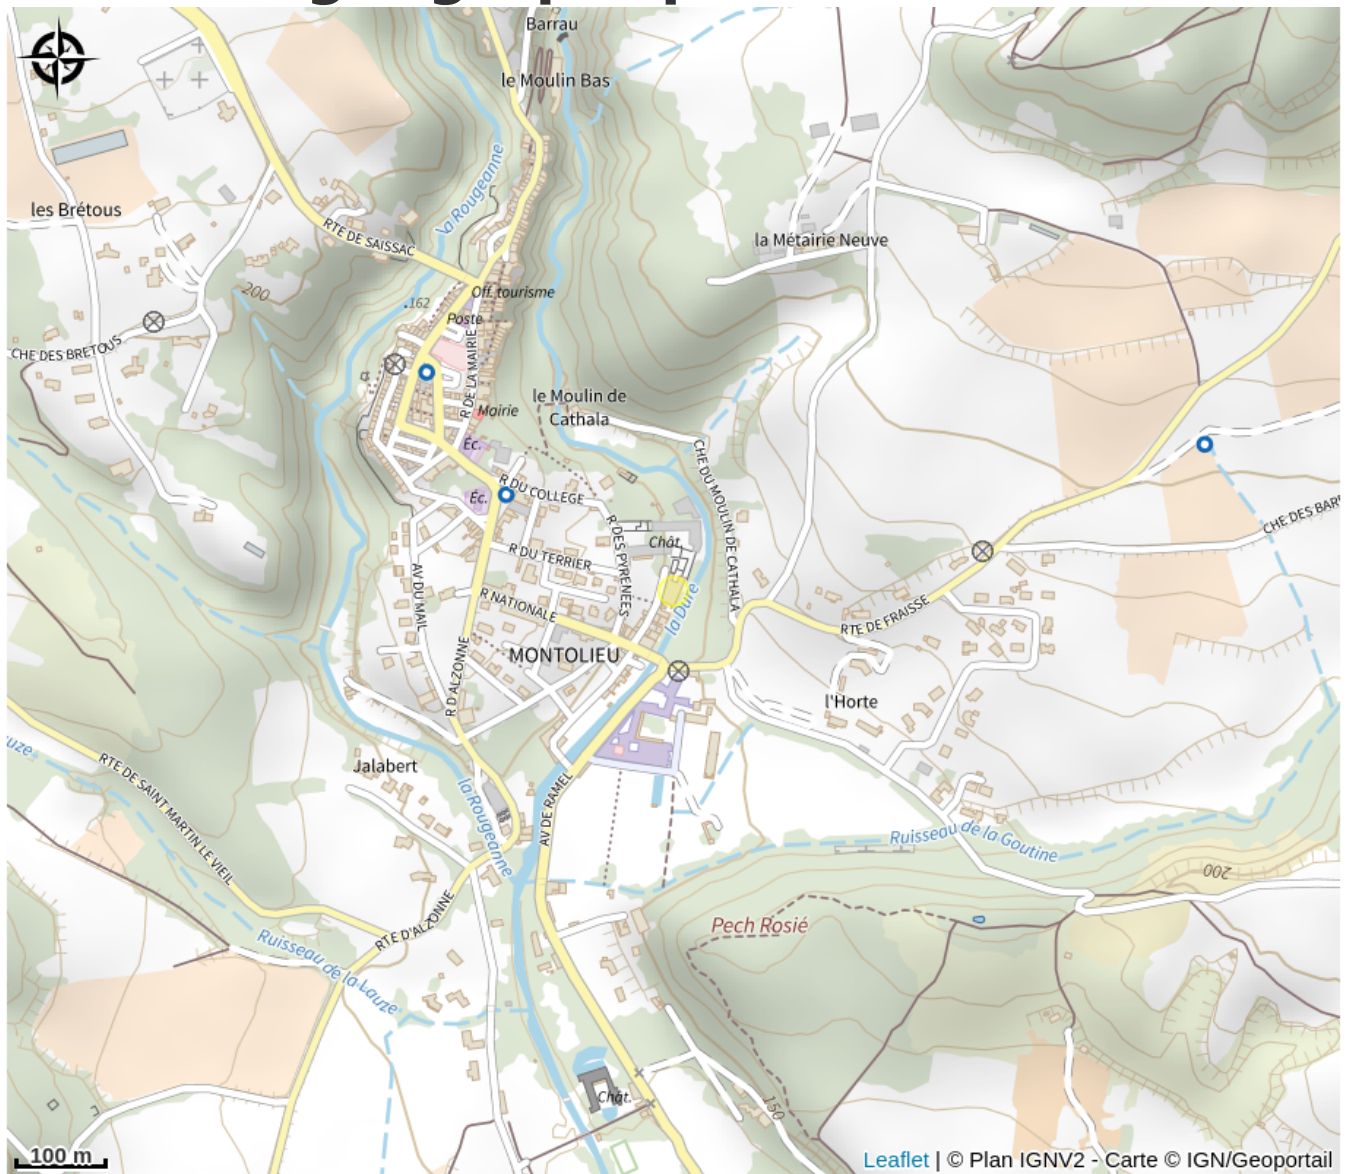 Barrau
le Moulin Bas
la Rougeanne
les Brétous
RTE DE SAISSAC
la Métairie Neuve
Off. tourisme
200
.162
Poste
CHE DES BRETOUS
R DE LA MAIRIE
le Moulin de
Cathala
Mairie
Éc.
CHE DU MOULIN DE CATHALA
Éc.
R DU COLLEGE
R DES PYRENÉES
Chât.
R DU TERRIER
AV DU MAIL
R NATIONALE
la Dure
RTE DE FRAISSE
MONTOLIEU
R D'ALZONNE
l'Horte
Jalabert
RTE DE SAINT MARTIN LE VIEIL
la Rougeanne
AV DE RAMEL
Ruisseau de la Goutine
200
RTE D'ALZONNE
Pech Rosié
Ruisseau de la Lauze
Chât.
150
100 m
Leaflet | © Plan IGNV2 - Carte © IGN/Geoportail